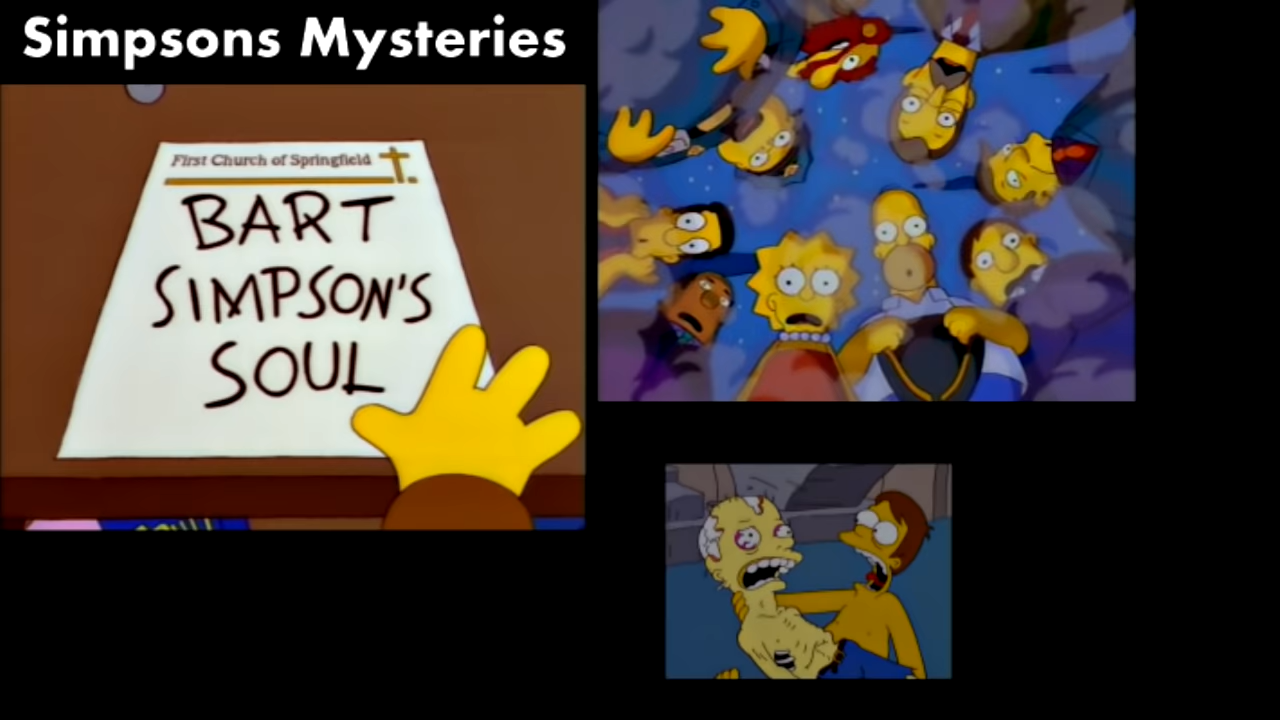 Simpsons Mysteries
First Church of Springfield
BART
SIMPSON'S
SOUL